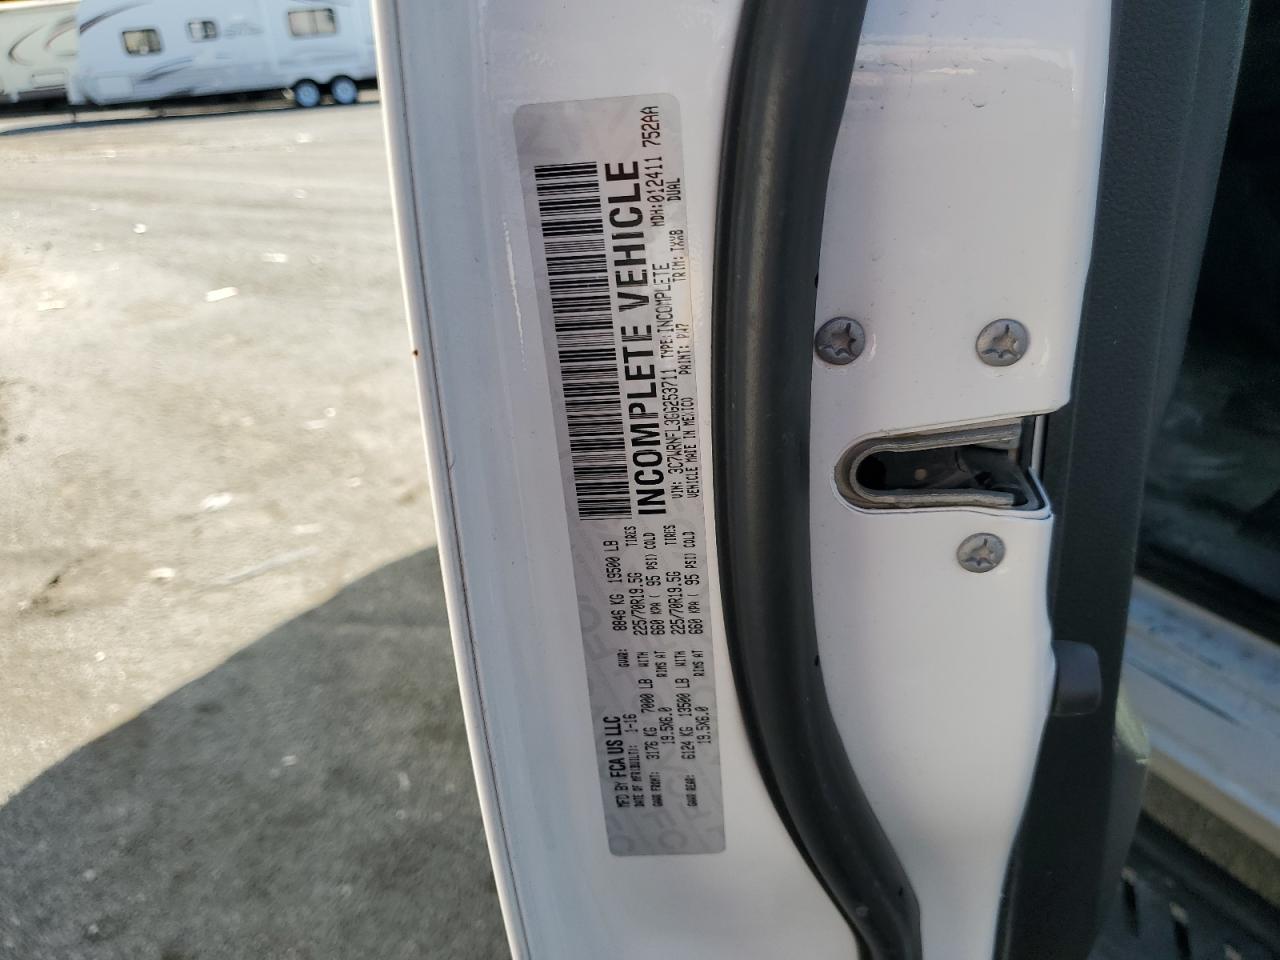 MFD BY FCA US LLC
DATE OF MFR(BUILT): 1-16 GVWR: 8846 KG 19500 LB
GAWR FRONT: 3176 KG 7000 LB WITH 225/70R19.5G TIRES
19.5X6.0 RIMS AT 660 KPA ( 95 PSI) COLD
GAWR REAR: 6124 KG 13500 LB WITH 225/70R19.5G TIRES
19.5X6.0 RIMS AT 660 KPA ( 95 PSI) COLD
INCOMPLETE VEHICLE
VIN: 3C7WRNFL3GG253711 TYPE: INCOMPLETE MDH: 012411 752AA
VEHICLE MADE IN MEXICO PAINT: PW7 TRIM: TXX8 DUAL